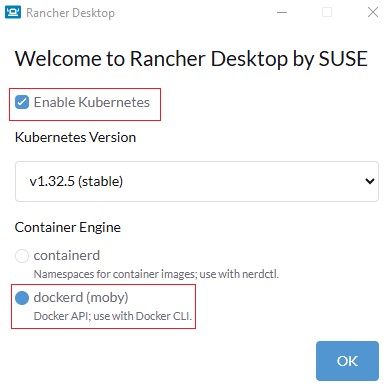 Rancher Desktop
Welcome to Rancher Desktop by SUSE
Enable Kubernetes
Kubernetes Version
v1.32.5 (stable)
Container Engine
containerd
Namespaces for container images; use with nerdctl.
dockerd (moby)
Docker API; use with Docker CLI.
OK